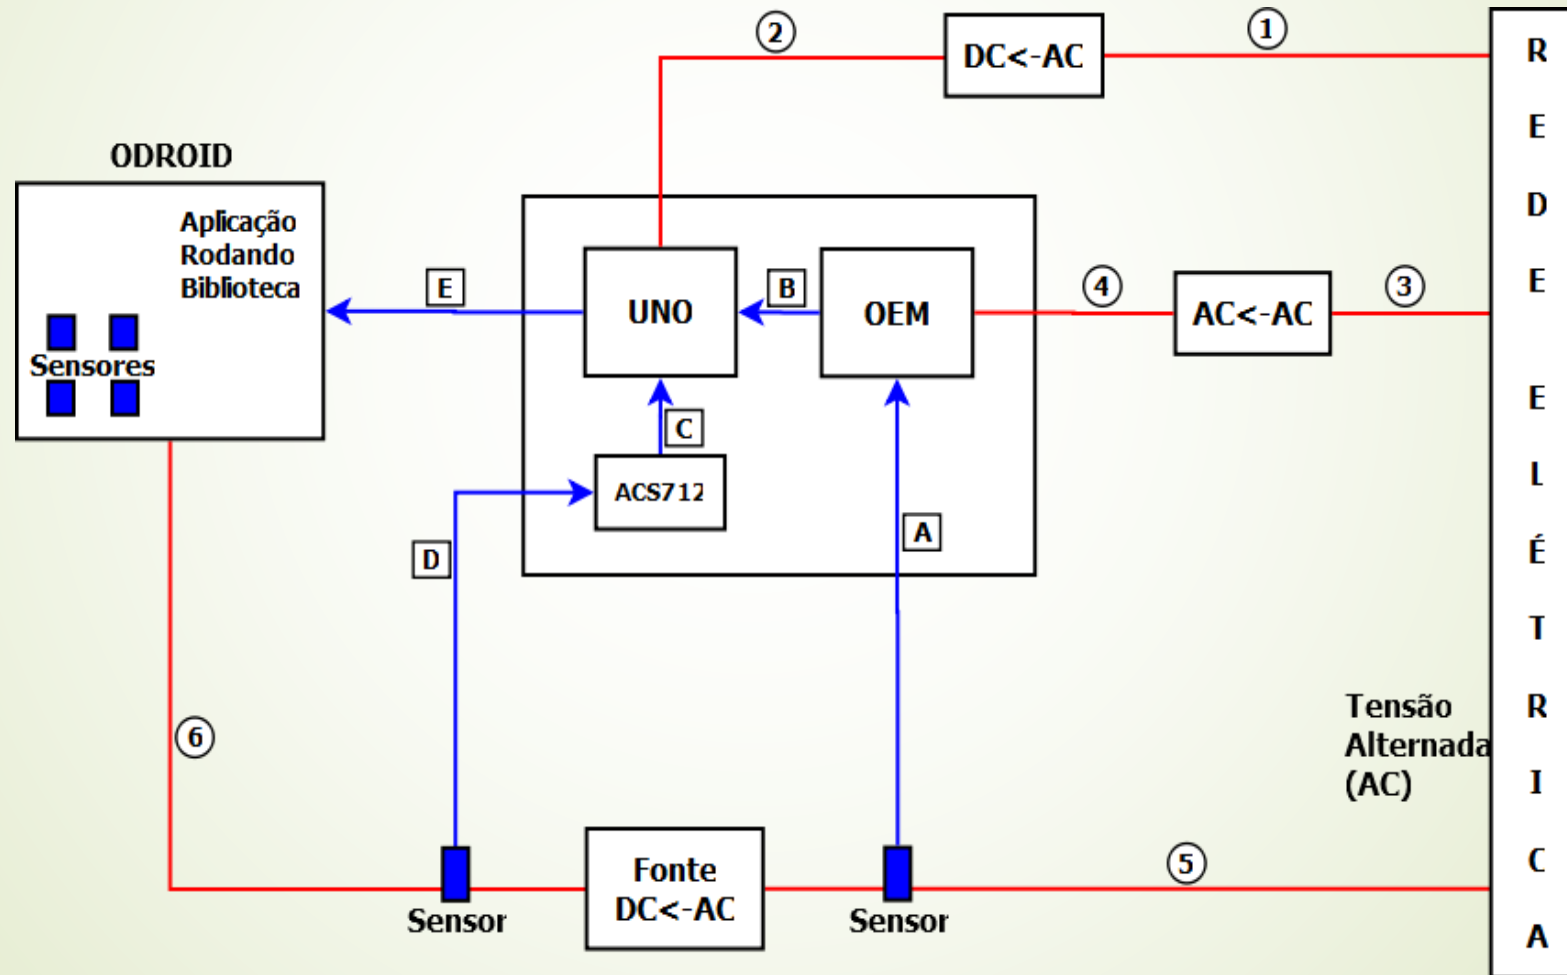 2
DC<-AC
1
ODROID
Aplicação
Rodando
Biblioteca
Sensores
E
UNO
B
OEM
4
AC<-AC
3
C
ACS712
D
A
6
Sensor
Fonte
DC<-AC
Sensor
5
Tensão
Alternada
(AC)
R
E
D
E
E
L
É
T
R
I
C
A